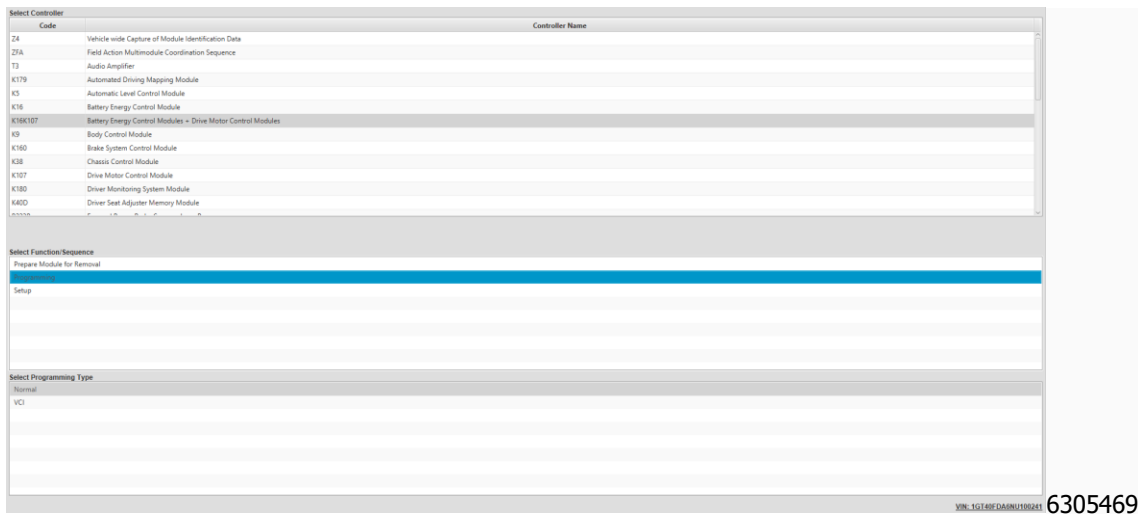 Select Controller
Code Controller Name
Z4 Vehicle wide Capture of Module Identification Data
ZFA Field Action Multimodule Coordination Sequence
T3 Audio Amplifier
K179 Automated Driving Mapping Module
K5 Automatic Level Control Module
K16 Battery Energy Control Module
K16K107 Battery Energy Control Modules + Drive Motor Control Modules
K9 Body Control Module
K160 Brake System Control Module
K38 Chassis Control Module
K107 Drive Motor Control Module
K180 Driver Monitoring System Module
K40D Driver Seat Adjuster Memory Module
Select Function/Sequence
Prepare Module for Removal
Programming
Setup
Select Programming Type
Normal
VCI
VIN: 1GT40FDA6NU100241 6305469